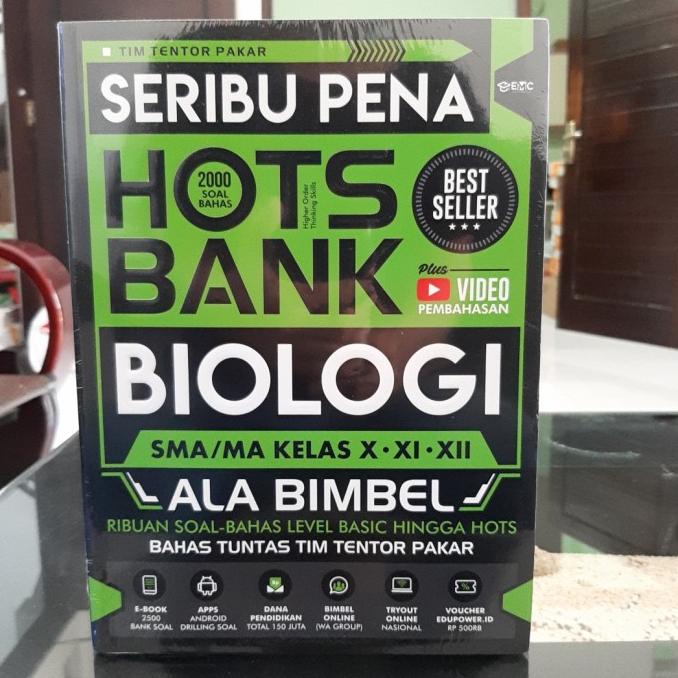 TIM TENTOR PAKAR
EMC
SERIBU PENA
HOTS
2000
SOAL
BAHAS
Higher Order
Thinking Skills
BANK
BEST
SELLER
Plus
VIDEO
PEMBAHASAN
BIOLOGI
SMA/MA KELAS X • XI • XII
ALA BIMBEL
RIBUAN SOAL-BAHAS LEVEL BASIC HINGGA HOTS
BAHAS TUNTAS TIM TENTOR PAKAR
E-BOOK
2500
BANK SOAL
APPS
ANDROID
DRILLING SOAL
Rp
DANA
PENDIDIKAN
TOTAL 150 JUTA
BIMBEL
ONLINE
(WA GROUP)
TRYOUT
ONLINE
NASIONAL
%
VOUCHER
EDUPOWER.ID
RP 500RB